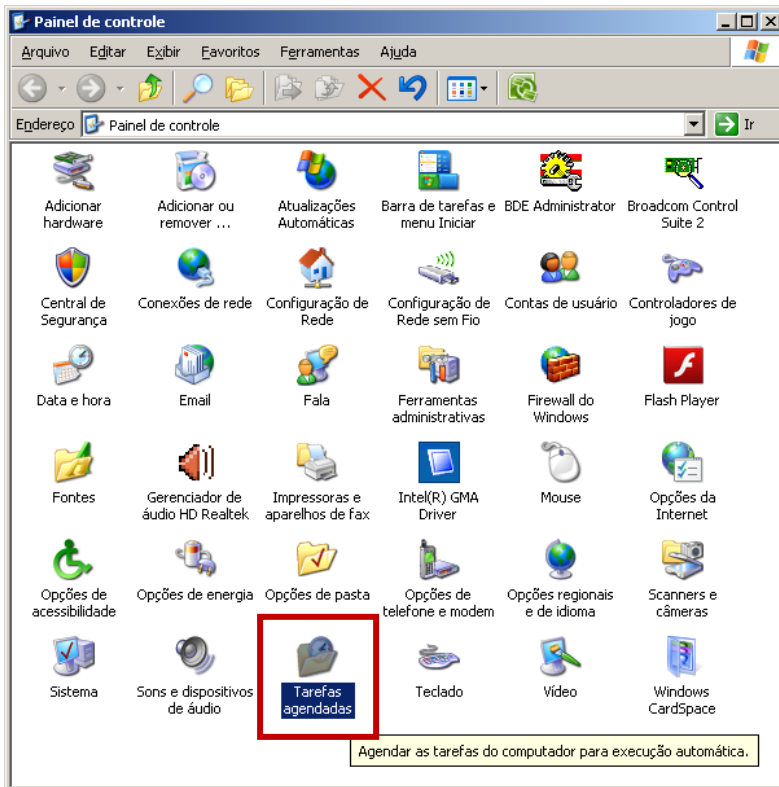 Painel de controle
Arquivo Editar Exibir Favoritos Ferramentas Ajuda
Endereço Painel de controle Ir
Adicionar hardware
Adicionar ou remover ...
Atualizações Automáticas
Barra de tarefas e menu Iniciar
BDE Administrator
Broadcom Control Suite 2
Central de Segurança
Conexões de rede
Configuração de Rede
Configuração de Rede sem Fio
Contas de usuário
Controladores de jogo
Data e hora
Email
Fala
Ferramentas administrativas
Firewall do Windows
Flash Player
Fontes
Gerenciador de áudio HD Realtek
Impressoras e aparelhos de fax
Intel(R) GMA Driver
Mouse
Opções da Internet
Opções de acessibilidade
Opções de energia
Opções de pasta
Opções de telefone e modem
Opções regionais e de idioma
Scanners e câmeras
Sistema
Sons e dispositivos de áudio
Tarefas agendadas
Teclado
Vídeo
Windows CardSpace
Agendar as tarefas do computador para execução automática.